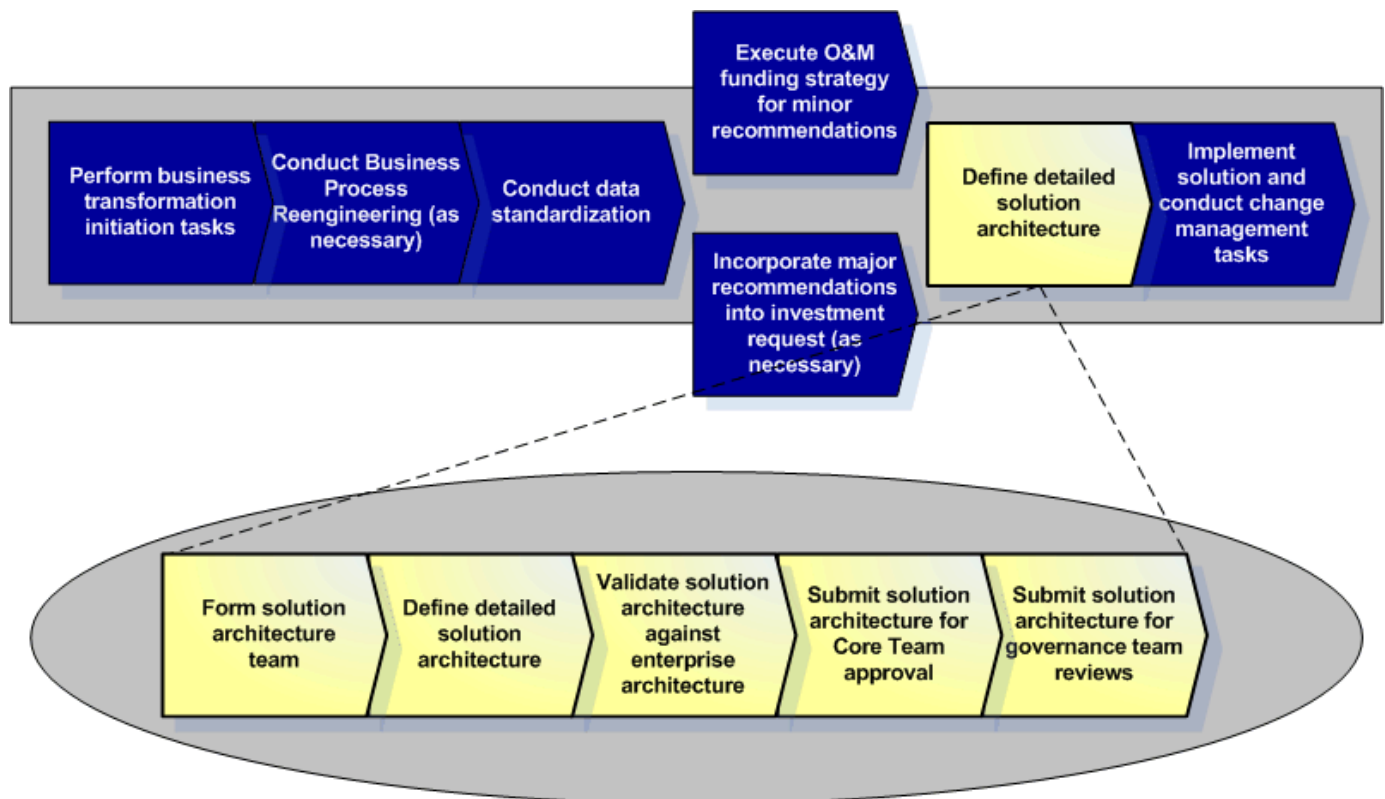 Perform business
transformation
initiation tasks
Conduct Business
Process
Reengineering (as
necessary)
Conduct data
standardization
Execute O&M
funding strategy
for minor
recommendations
Incorporate major
recommendations
into investment
request (as
necessary)
Define detailed
solution
architecture
Implement
solution and
conduct change
management
tasks
Form solution
architecture
team
Define detailed
solution
architecture
Validate solution
architecture
against
enterprise
architecture
Submit solution
architecture for
Core Team
approval
Submit solution
architecture for
governance team
reviews